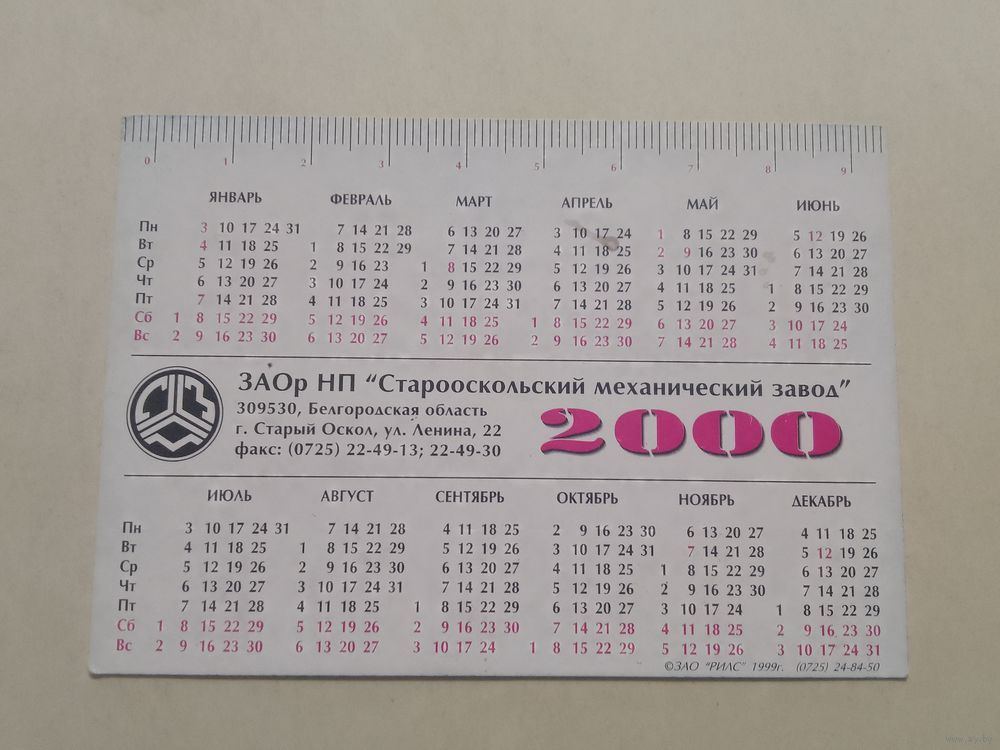 0 1 2 3 4 5 6 7 8 9
ЯНВАРЬ ФЕВРАЛЬ МАРТ АПРЕЛЬ МАЙ ИЮНЬ
Пн 3 10 17 24 31 7 14 21 28 6 13 20 27 3 10 17 24 1 8 15 22 29 5 12 19 26
Вт 4 11 18 25 1 8 15 22 29 7 14 21 28 4 11 18 25 2 9 16 23 30 6 13 20 27
Ср 5 12 19 26 2 9 16 23 1 8 15 22 29 5 12 19 26 3 10 17 24 31 7 14 21 28
Чт 6 13 20 27 3 10 17 24 2 9 16 23 30 6 13 20 27 4 11 18 25 1 8 15 22 29
Пт 7 14 21 28 4 11 18 25 3 10 17 24 31 7 14 21 28 5 12 19 26 2 9 16 23 30
Сб 1 8 15 22 29 5 12 19 26 4 11 18 25 1 8 15 22 29 6 13 20 27 3 10 17 24
Вс 2 9 16 23 30 6 13 20 27 5 12 19 26 2 9 16 23 30 7 14 21 28 4 11 18 25
ЗАОр НП "Старооскольский механический завод"
309530, Белгородская область
г. Старый Оскол, ул. Ленина, 22
факс: (0725) 22-49-13; 22-49-30
2000
ИЮЛЬ АВГУСТ СЕНТЯБРЬ ОКТЯБРЬ НОЯБРЬ ДЕКАБРЬ
Пн 3 10 17 24 31 7 14 21 28 4 11 18 25 2 9 16 23 30 6 13 20 27 4 11 18 25
Вт 4 11 18 25 1 8 15 22 29 5 12 19 26 3 10 17 24 31 7 14 21 28 5 12 19 26
Ср 5 12 19 26 2 9 16 23 30 6 13 20 27 4 11 18 25 1 8 15 22 29 6 13 20 27
Чт 6 13 20 27 3 10 17 24 31 7 14 21 28 5 12 19 26 2 9 16 23 30 7 14 21 28
Пт 7 14 21 28 4 11 18 25 1 8 15 22 29 6 13 20 27 3 10 17 24 1 8 15 22 29
Сб 1 8 15 22 29 5 12 19 26 2 9 16 23 30 7 14 21 28 4 11 18 25 2 9 16 23 30
Вс 2 9 16 23 30 6 13 20 27 3 10 17 24 1 8 15 22 29 5 12 19 26 3 10 17 24 31
©ЗАО "РИЛС" 1999г. (0725) 24-84-50